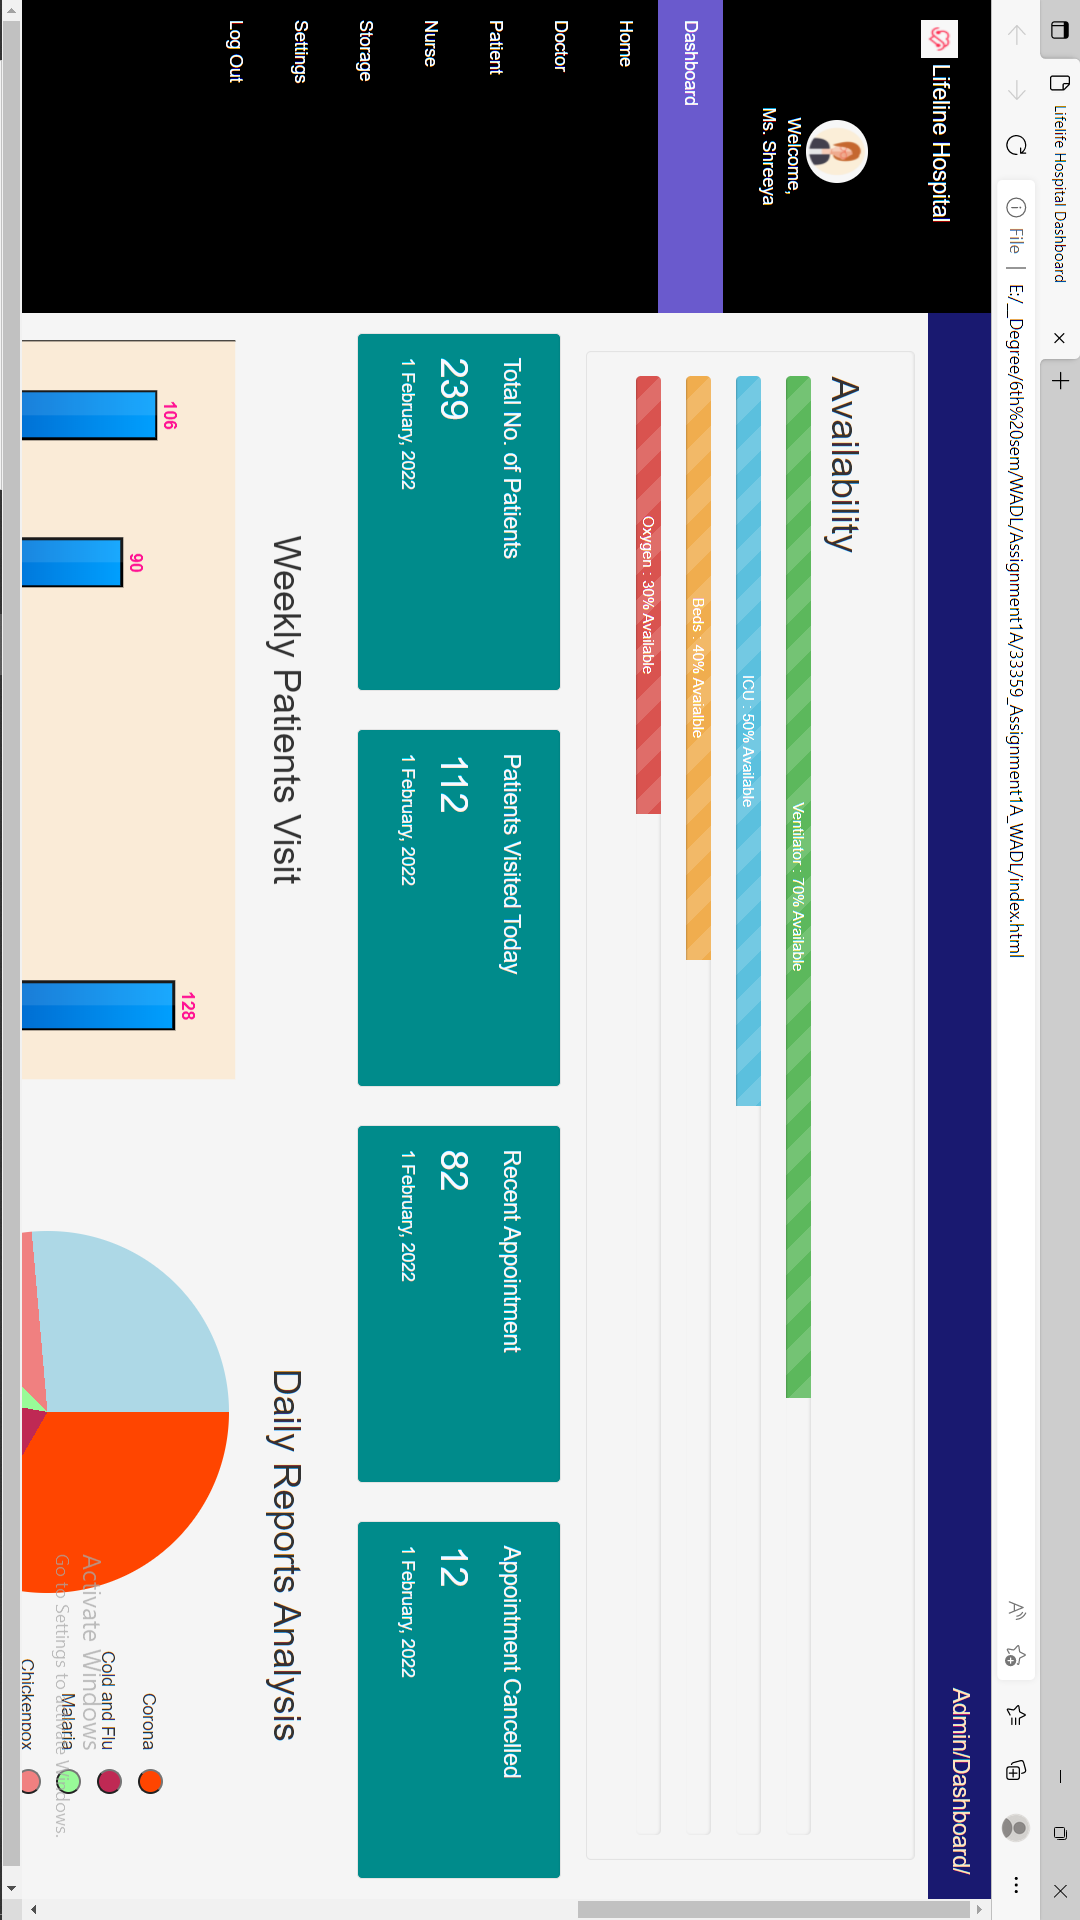 Lifelife Hospital Dashboard
File | E:/__Degree/6th%20sem/WADL/Assignment1A/33359_Assignment1A_WADL/index.html
Lifeline Hospital
Admin/Dashboard/
Welcome,
Ms. Shreeya
Dashboard
Home
Doctor
Patient
Nurse
Storage
Settings
Log Out
Availability
Ventilator : 70% Available
ICU : 50% Available
Beds : 40% Avaialble
Oxygen : 30% Available
Total No. of Patients
239
1 February, 2022
Patients Visited Today
112
1 February, 2022
Recent Appointment
82
1 February, 2022
Appointment Cancelled
12
1 February, 2022
Weekly Patients Visit
106
90
128
Daily Reports Analysis
Corona
Cold and Flu
Malaria
Chickenpox
Activate Windows
Go to Settings to activate Windows.